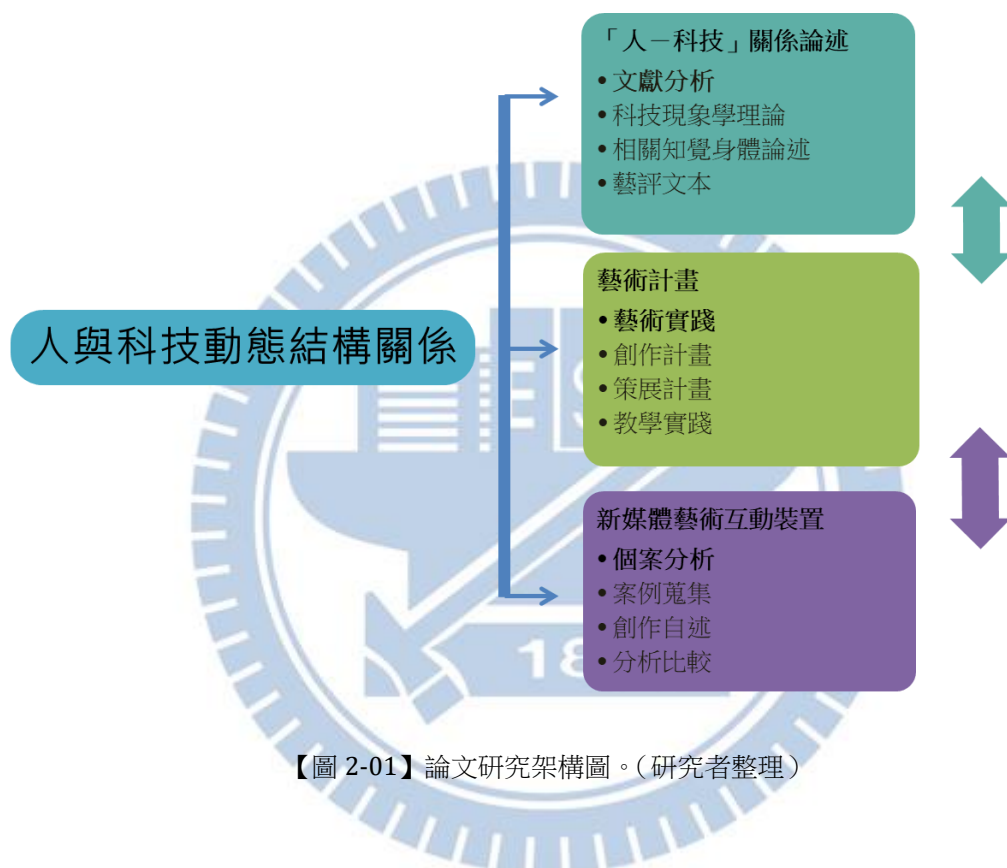 「人－科技」關係論述
•文獻分析
•科技現象學理論
•相關知覺身體論述
•藝評文本
藝術計畫
•藝術實踐
•創作計畫
•策展計畫
•教學實踐
人與科技動態結構關係
新媒體藝術互動裝置
•個案分析
•案例蒐集
•創作自述
•分析比較
18
【圖 2-01】論文研究架構圖。（研究者整理）